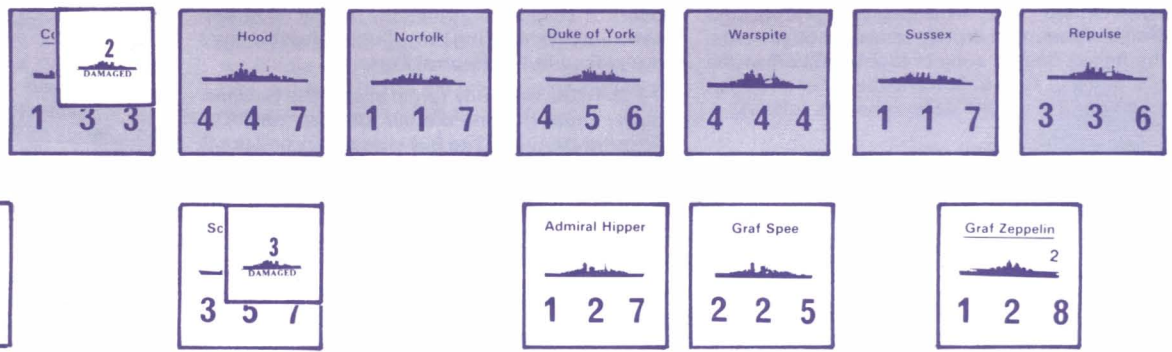 Co
2
DAMAGED
1 3 3
Hood
4 4 7
Norfolk
1 1 7
Duke of York
4 5 6
Warspite
4 4 4
Sussex
1 1 7
Repulse
3 3 6
Sc
3
DAMAGED
3 5 7
Admiral Hipper
1 2 7
Graf Spee
2 2 5
Graf Zeppelin
2
1 2 8